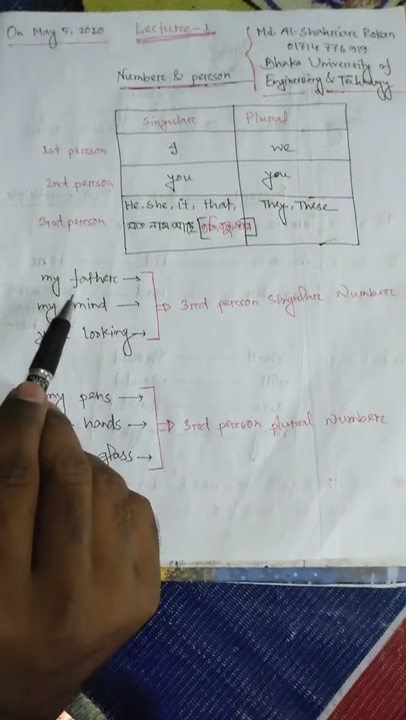 On May 5, 2020
Lecture-1
Md. Al-Shahriar Rokon
01714 776 919
Dhaka University of
Engineering & Technology
Number & person
Singular Plural
1st person I we
2nd person you you
3rd person He, she, it, that, They, These
যত নাম আছে
my father →
my mind → ⇒ 3rd person singular Number
looking →
my pens →
hands → ⇒ 3rd person plural Number
glass →